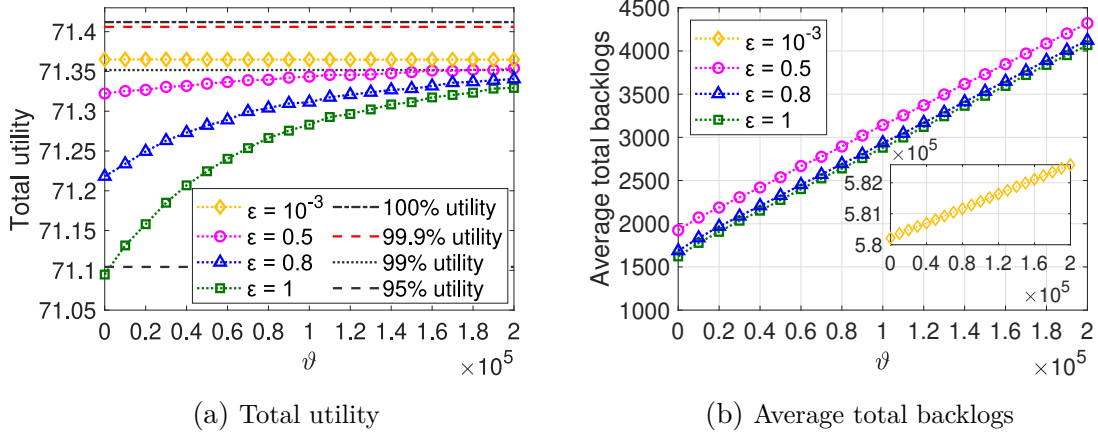 71.4
71.35
71.3
71.25
71.2
71.15
71.1
71.05
Total utility
ε = 10⁻³
ε = 0.5
ε = 0.8
ε = 1
100% utility
99.9% utility
99% utility
95% utility
0 0.2 0.4 0.6 0.8 1 1.2 1.4 1.6 1.8 2
ϑ
×10⁵
(a) Total utility
4500
4000
3500
3000
2500
2000
1500
1000
Average total backlogs
ε = 10⁻³
ε = 0.5
ε = 0.8
ε = 1
×10⁵
5.82
5.81
5.8
0 0.4 0.8 1.2 1.6 2
×10⁵
0 0.2 0.4 0.6 0.8 1 1.2 1.4 1.6 1.8 2
ϑ
×10⁵
(b) Average total backlogs